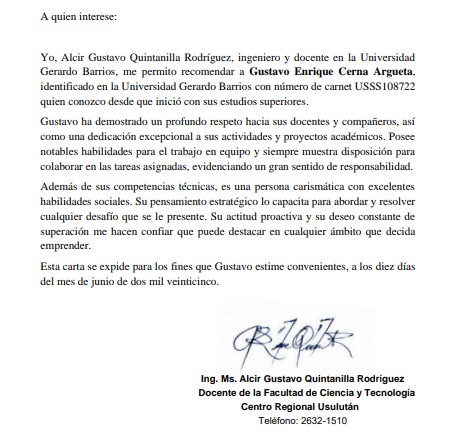 A quien interese:
Yo, Alcir Gustavo Quintanilla Rodríguez, ingeniero y docente en la Universidad
Gerardo Barrios, me permito recomendar a Gustavo Enrique Cerna Argueta,
identificado en la Universidad Gerardo Barrios con número de carnet USSS108722
quien conozco desde que inició con sus estudios superiores.
Gustavo ha demostrado un profundo respeto hacia sus docentes y compañeros, así
como una dedicación excepcional a sus actividades y proyectos académicos. Posee
notables habilidades para el trabajo en equipo y siempre muestra disposición para
colaborar en las tareas asignadas, evidenciando un gran sentido de responsabilidad.
Además de sus competencias técnicas, es una persona carismática con excelentes
habilidades sociales. Su pensamiento estratégico lo capacita para abordar y resolver
cualquier desafío que se le presente. Su actitud proactiva y su deseo constante de
superación me hacen confiar que puede destacar en cualquier ámbito que decida
emprender.
Esta carta se expide para los fines que Gustavo estime convenientes, a los diez días
del mes de junio de dos mil veinticinco.
Ing. Ms. Alcir Gustavo Quintanilla Rodríguez
Docente de la Facultad de Ciencia y Tecnología
Centro Regional Usulután
Teléfono: 2632-1510